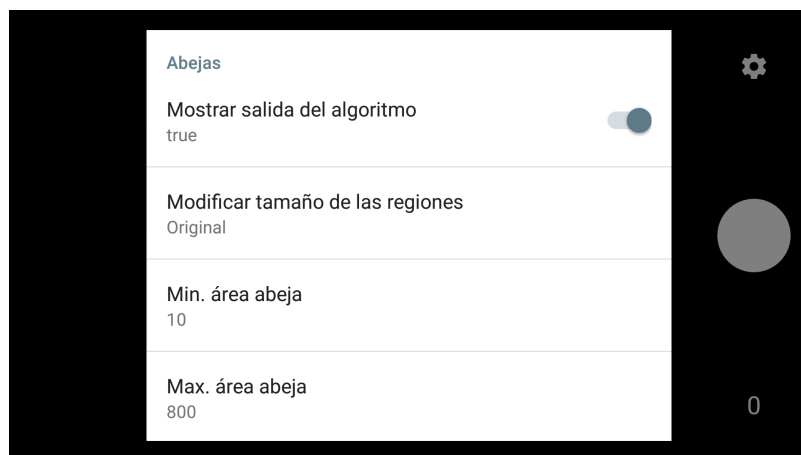 Abejas
Mostrar salida del algoritmo
true
Modificar tamaño de las regiones
Original
Min. área abeja
10
Max. área abeja
800
0